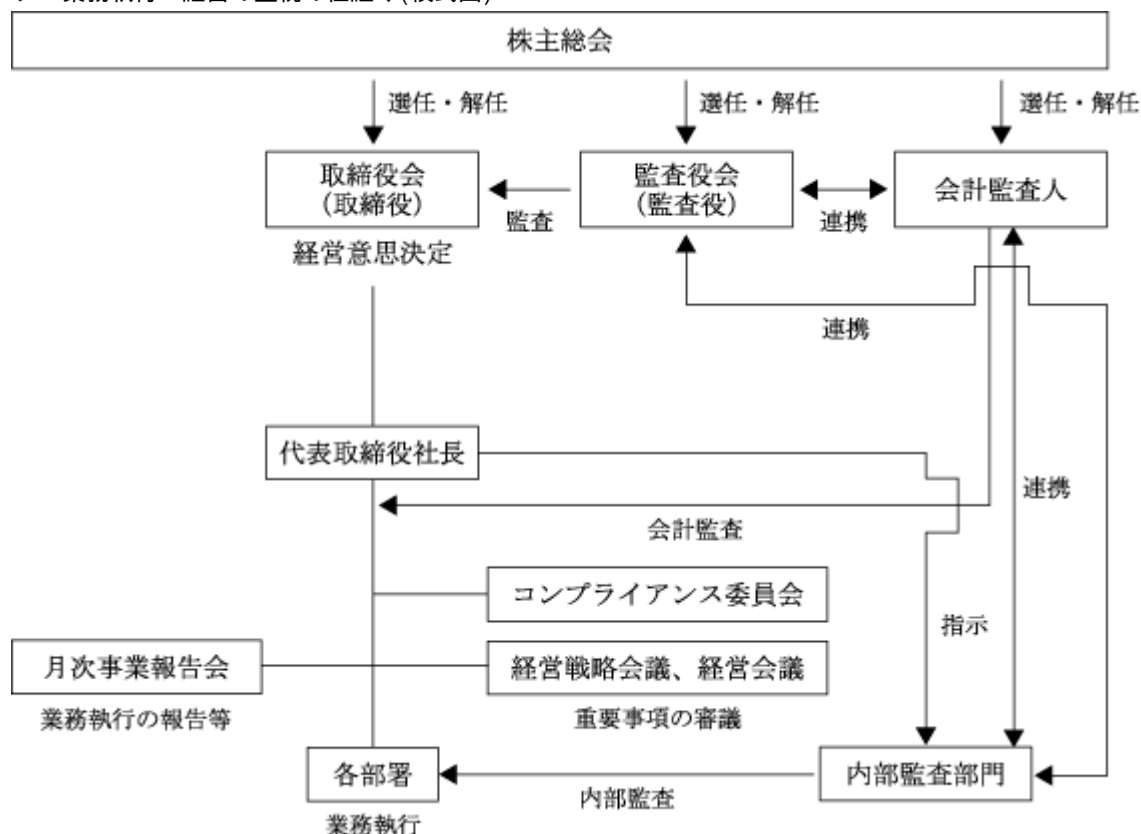 株主総会
選任・解任
選任・解任
選任・解任
取締役会
(取締役)
監査
監査役会
(監査役)
連携
会計監査人
経営意思決定
連携
代表取締役社長
連携
会計監査
コンプライアンス委員会
指示
月次事業報告会
経営戦略会議、経営会議
業務執行の報告等
重要事項の審議
各部署
内部監査
内部監査部門
業務執行